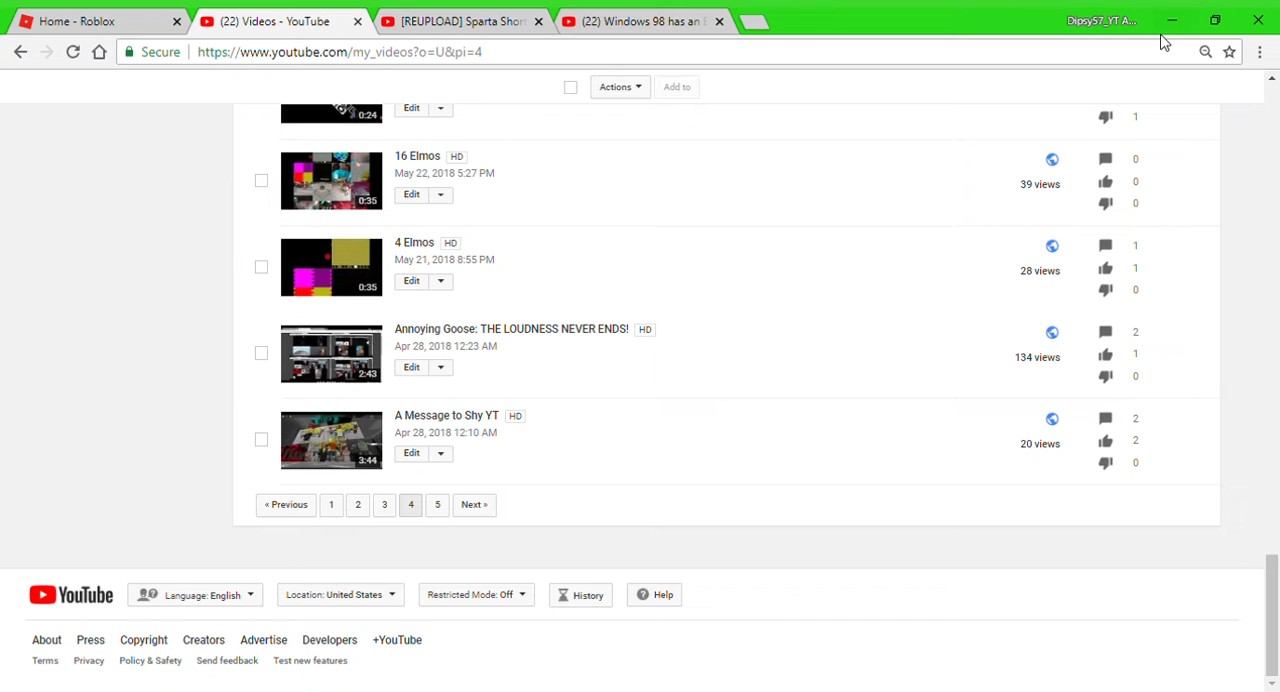 Home - Roblox
(22) Videos - YouTube
[REUPLOAD] Sparta Shor
(22) Windows 98 has an E
Dipsy57_YT A...
Secure
https://www.youtube.com/my_videos?o=U&pi=4
Actions
Add to
0:24
Edit
1
16 Elmos HD
May 22, 2018 5:27 PM
Edit
0:35
39 views
0
0
0
4 Elmos HD
May 21, 2018 8:55 PM
Edit
0:35
28 views
1
1
0
Annoying Goose: THE LOUDNESS NEVER ENDS! HD
Apr 28, 2018 12:23 AM
Edit
2:43
134 views
2
1
0
A Message to Shy YT HD
Apr 28, 2018 12:10 AM
Edit
3:44
20 views
2
2
0
« Previous 1 2 3 4 5 Next »
YouTube
Language: English
Location: United States
Restricted Mode: Off
History
Help
About Press Copyright Creators Advertise Developers +YouTube
Terms Privacy Policy & Safety Send feedback Test new features